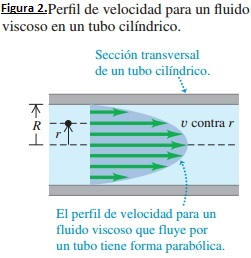 Figura 2.Perfil de velocidad para un fluido
viscoso en un tubo cilíndrico.
Sección transversal
de un tubo cilíndrico.
R
r
v contra r
El perfil de velocidad para un
fluido viscoso que fluye por
un tubo tiene forma parabólica.